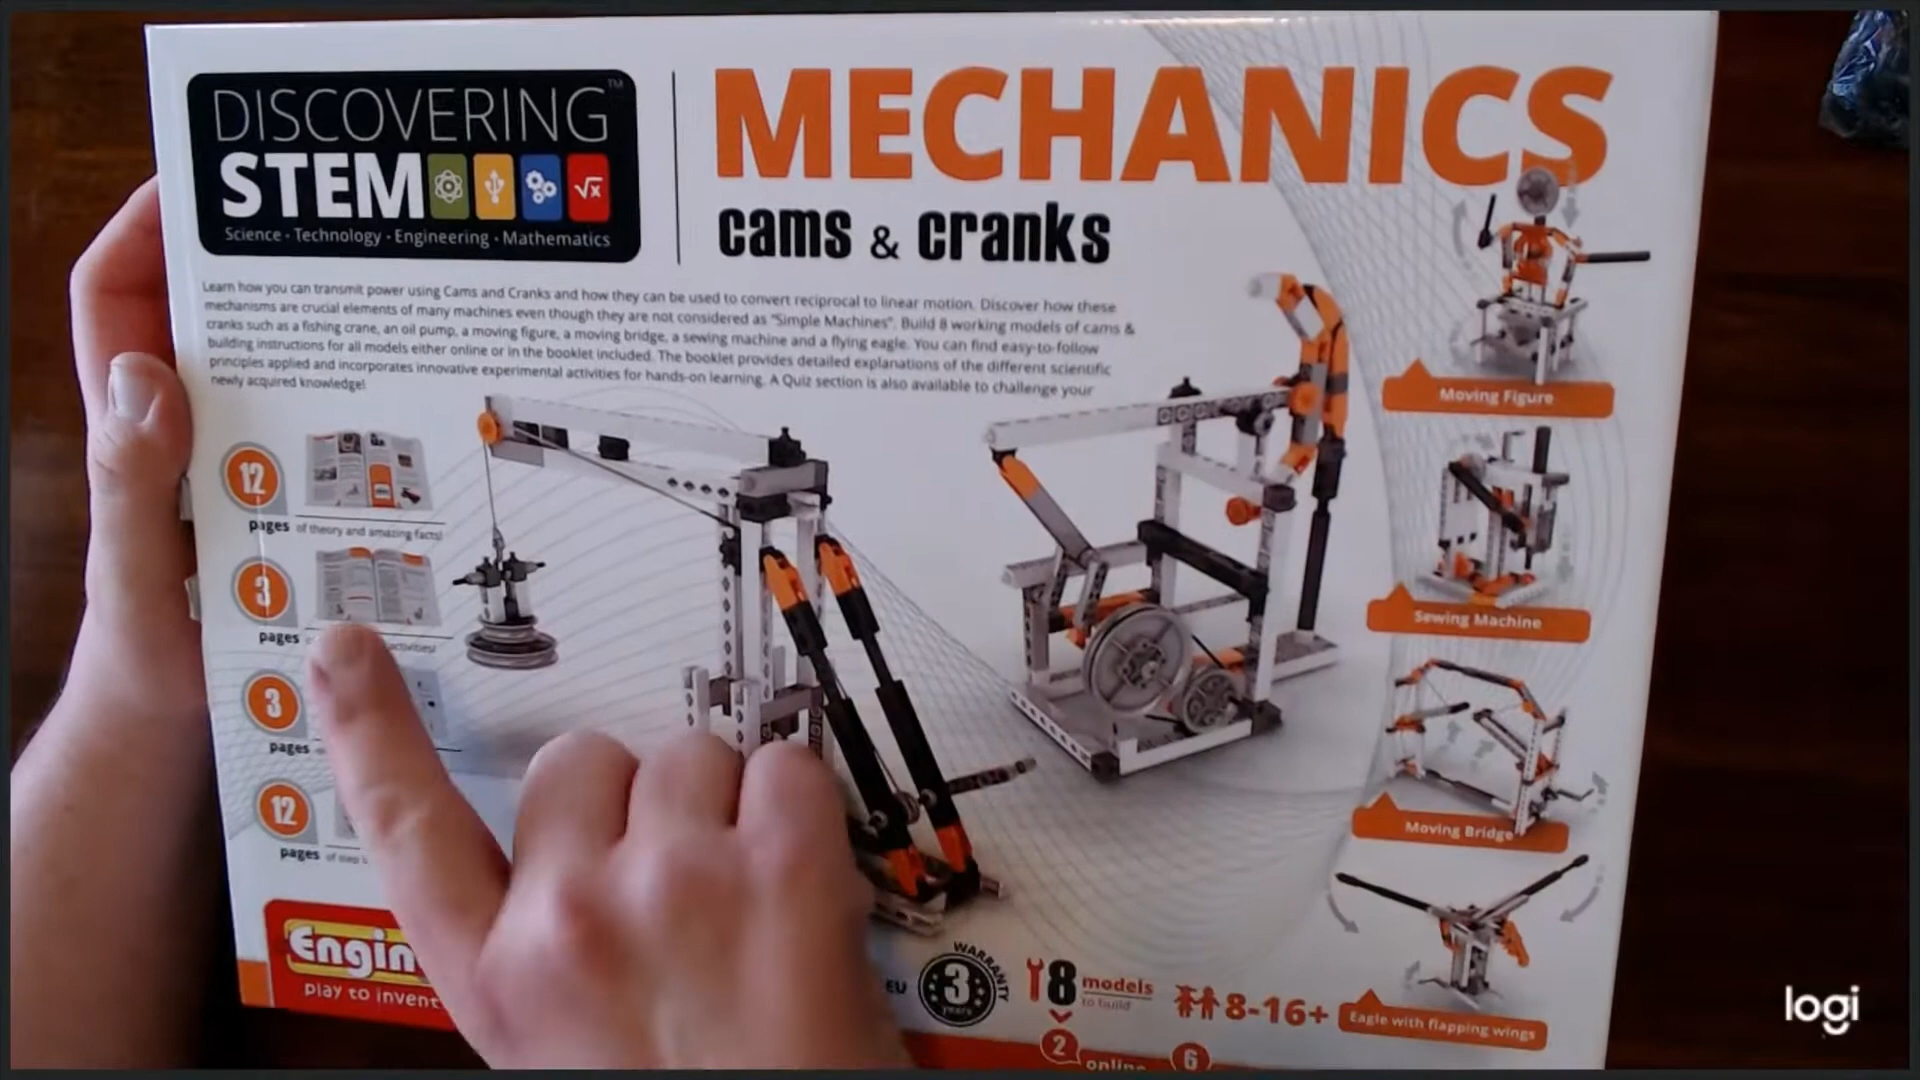 DISCOVERING™
STEM
√x
Science · Technology · Engineering · Mathematics
MECHANICS
cams & cranks
Learn how you can transmit power using Cams and Cranks and how they can be used to convert reciprocal to linear motion. Discover how these
mechanisms are crucial elements of many machines even though they are not considered as "Simple Machines". Build 8 working models of cams &
cranks such as a fishing crane, an oil pump, a moving figure, a moving bridge, a sewing machine and a flying eagle. You can find easy-to-follow
building instructions for all models either online or in the booklet included. The booklet provides detailed explanations of the different scientific
principles applied and incorporates innovative experimental activities for hands-on learning. A Quiz section is also available to challenge your
newly acquired knowledge!
12
pages of theory and amazing facts!
3
pages activities!
3
pages
12
pages of step
Moving Figure
Sewing Machine
Moving Bridge
Eagle with flapping wings
Engin
play to invent
EU
3
years
WARRANTY
8 models
to build
8-16+
2 online
6
logi